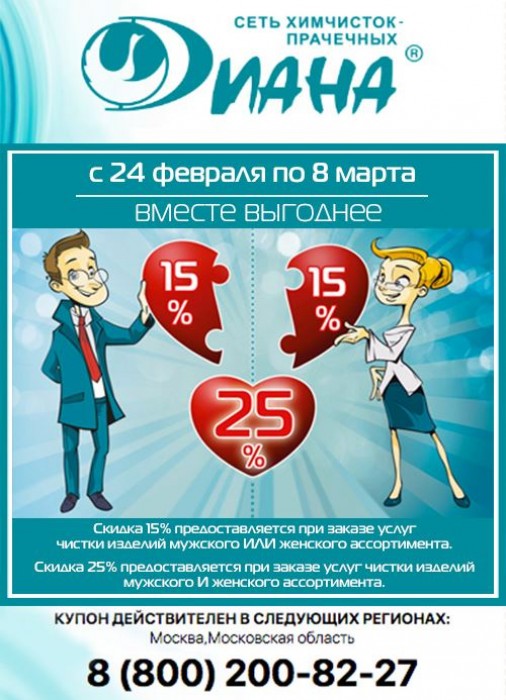 СЕТЬ ХИМЧИСТОК-
ПРАЧЕЧНЫХ
ДИАНА®
с 24 февраля по 8 марта
ВМЕСТЕ ВЫГОДНЕЕ
15
%
15
%
25
%
Скидка 15% предоставляется при заказе услуг
чистки изделий мужского ИЛИ женского ассортимента.
Скидка 25% предоставляется при заказе услуг чистки изделий
мужского И женского ассортимента.
КУПОН ДЕЙСТВИТЕЛЕН В СЛЕДУЮЩИХ РЕГИОНАХ:
Москва,Московская область
8 (800) 200-82-27